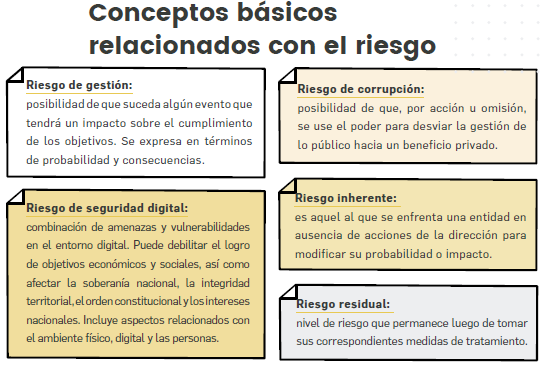 Conceptos básicos
relacionados con el riesgo
Riesgo de gestión:
posibilidad de que suceda algún evento que
tendrá un impacto sobre el cumplimiento
de los objetivos. Se expresa en términos
de probabilidad y consecuencias.
Riesgo de seguridad digital:
combinación de amenazas y vulnerabilidades
en el entorno digital. Puede debilitar el logro
de objetivos económicos y sociales, así como
afectar la soberanía nacional, la integridad
territorial, el orden constitucional y los intereses
nacionales. Incluye aspectos relacionados con
el ambiente físico, digital y las personas.
Riesgo de corrupción:
posibilidad de que, por acción u omisión,
se use el poder para desviar la gestión de
lo público hacia un beneficio privado.
Riesgo inherente:
es aquel al que se enfrenta una entidad en
ausencia de acciones de la dirección para
modificar su probabilidad o impacto.
Riesgo residual:
nivel de riesgo que permanece luego de tomar
sus correspondientes medidas de tratamiento.